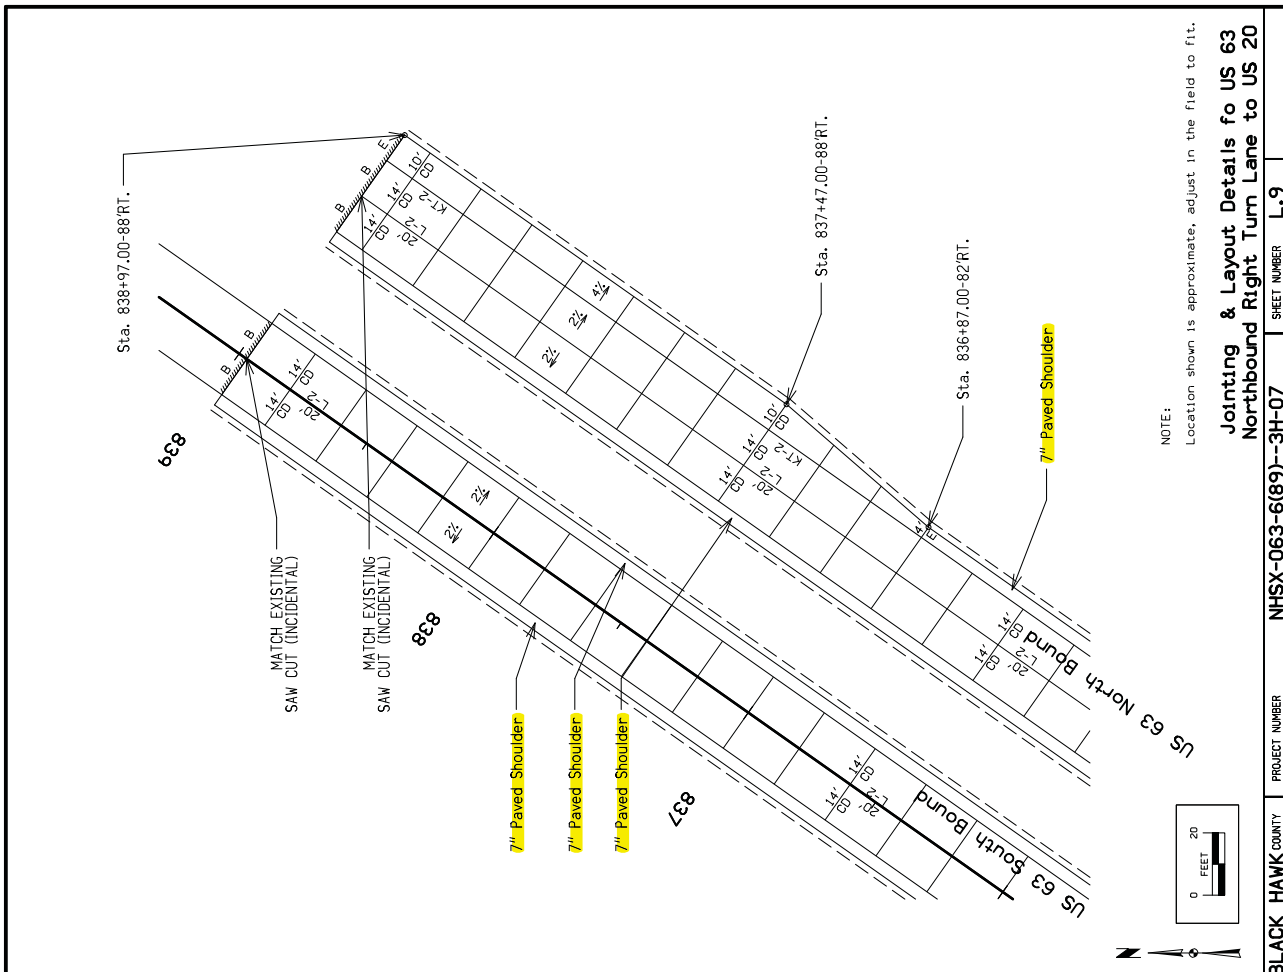 Sta. 838+97.00-88'RT.
B
B
E
14'
CD
14'
CD
10'
CD
20'
L-2
KT-2
2%
2%
4%
Sta. 837+47.00-88'RT.
14'
CD
14'
CD
10'
CD
20'
L-2
KT-2
Sta. 836+87.00-82'RT.
4'
E
7" Paved Shoulder
14'
CD
14'
CD
20'
L-2
US 63 North Bound
B
B
14'
CD
14'
CD
20'
L-2
2%
2%
839
838
837
MATCH EXISTING
SAW CUT (INCIDENTAL)
MATCH EXISTING
SAW CUT (INCIDENTAL)
7" Paved Shoulder
7" Paved Shoulder
7" Paved Shoulder
14'
CD
14'
CD
20'
L-2
US 63 South Bound
NOTE:
Location shown is approximate, adjust in the field to fit.
Jointing & Layout Details fo US 63
Northbound Right Turn Lane to US 20
0
20
FEET
N
BLACK HAWK COUNTY
PROJECT NUMBER
NHSX-063-6(89)--3H-07
SHEET NUMBER
L.9